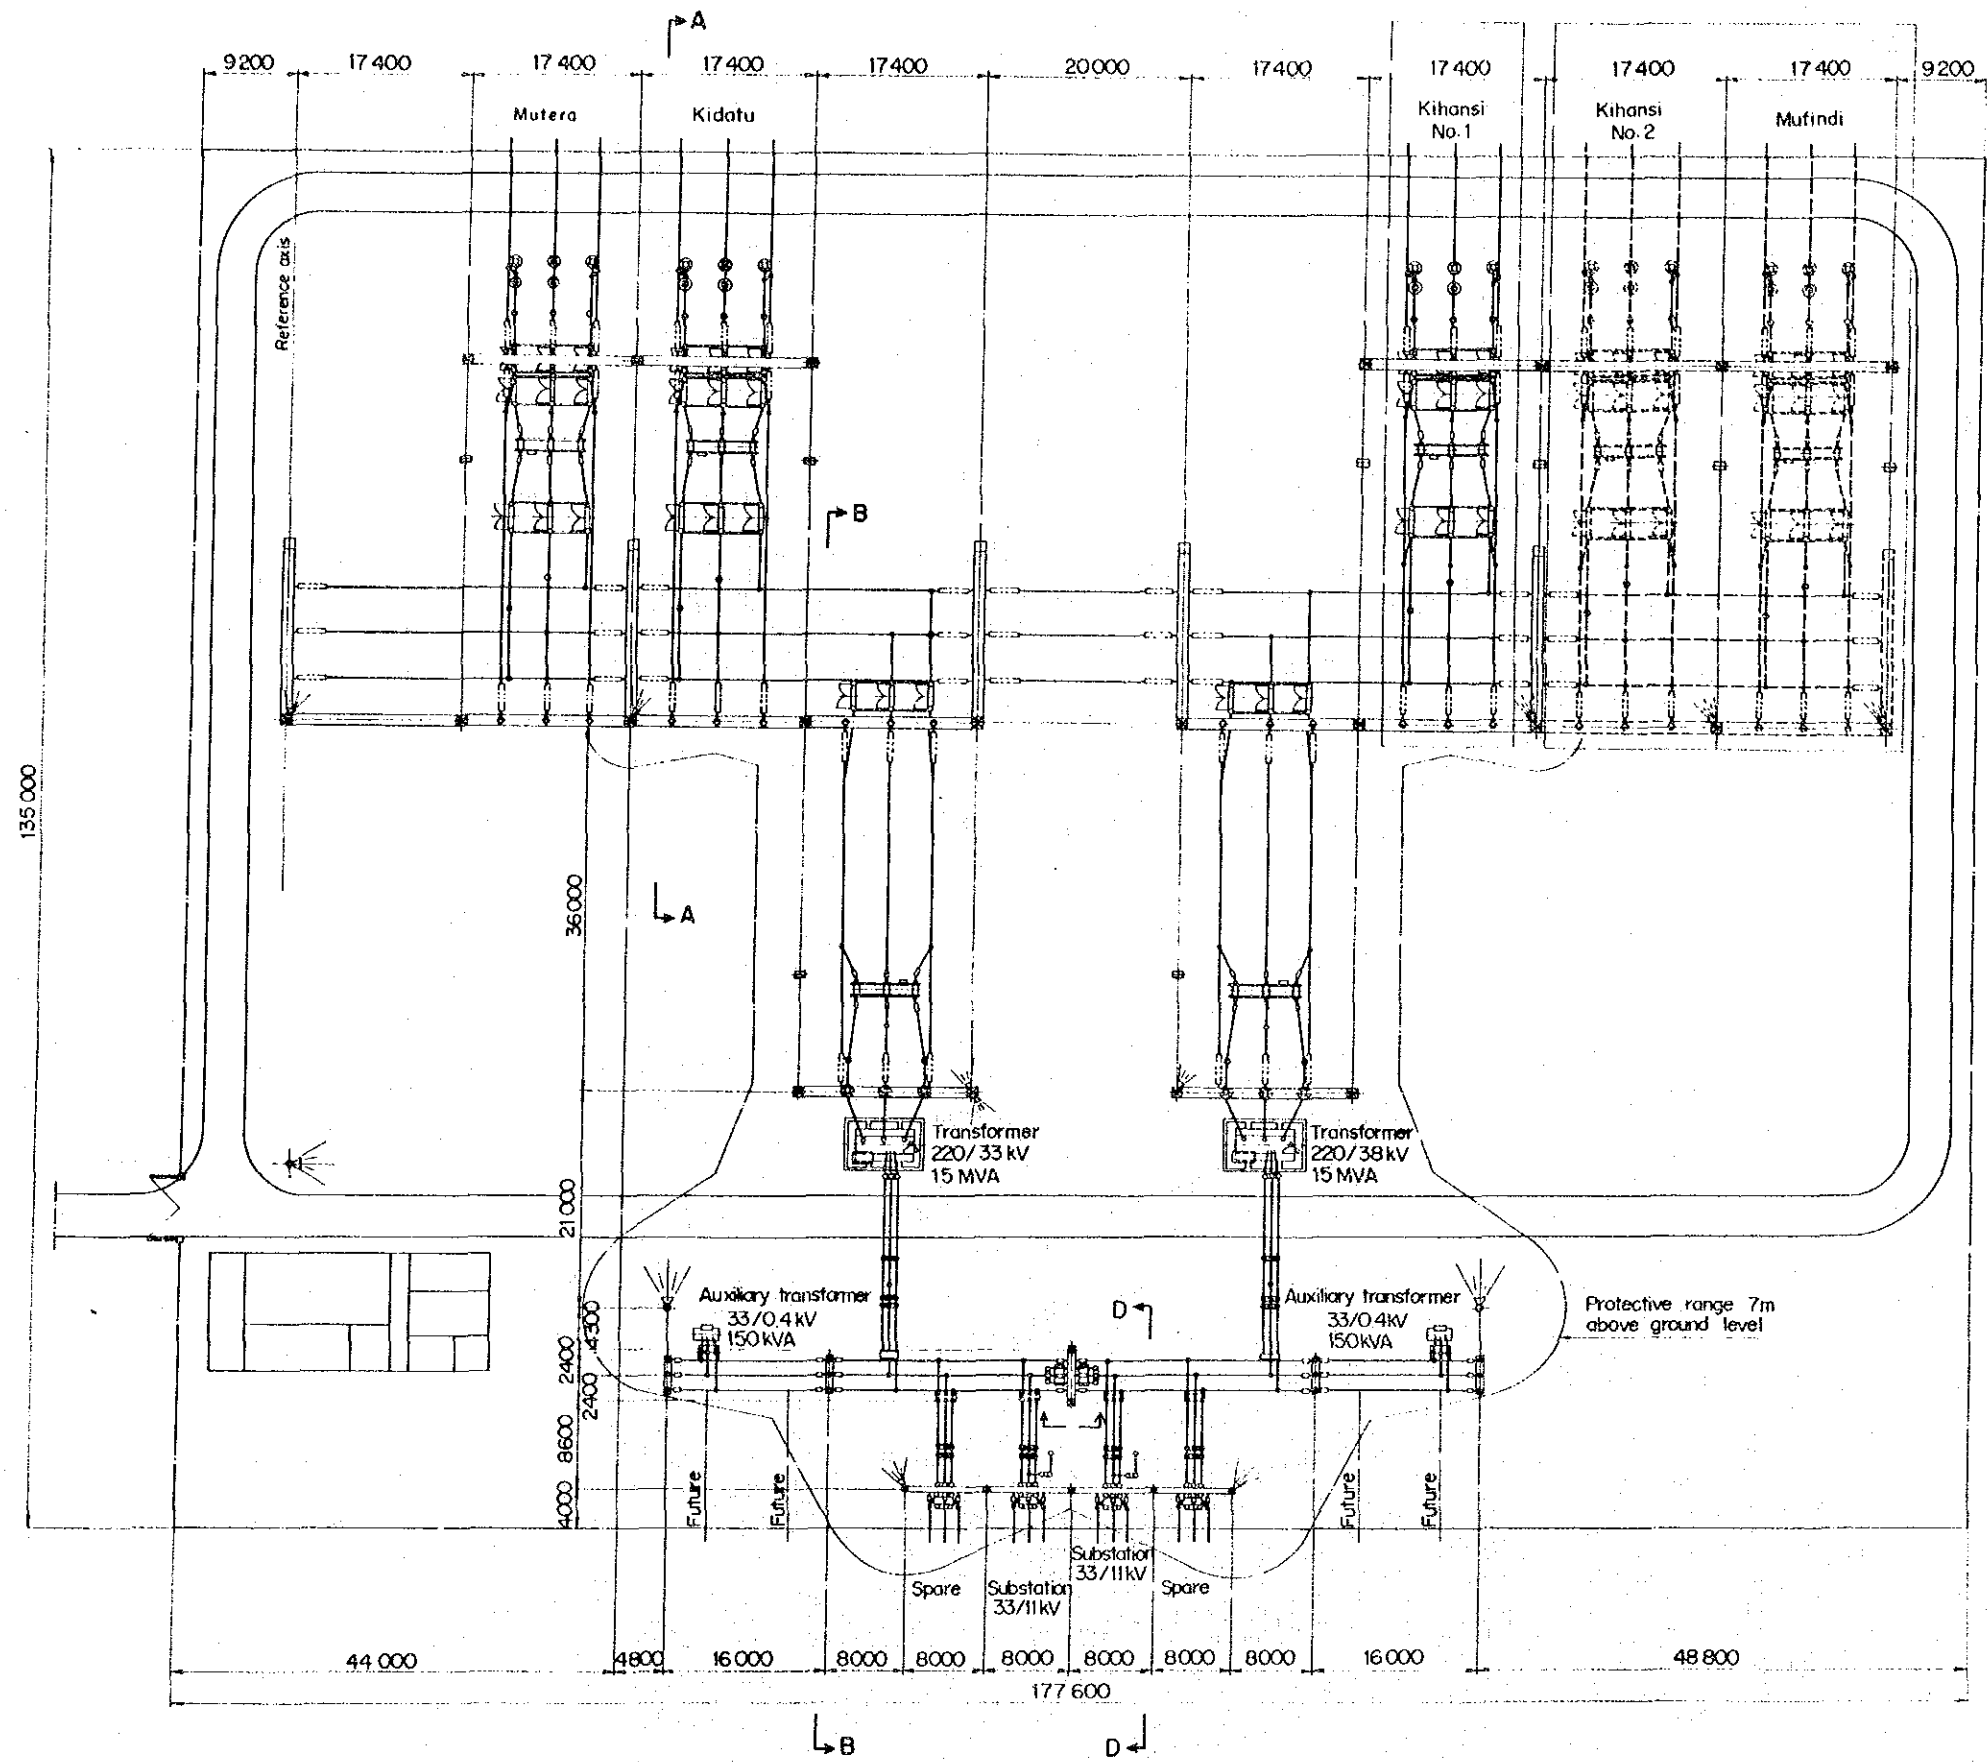 A
9200
17400
17400
17400
17400
20000
17400
17400
17400
17400
9200
Mutera
Kidatu
Kihansi
No. 1
Kihansi
No. 2
Mufindi
Reference axis
B
135000
36000
A
Transformer
220/33 kV
15 MVA
Transformer
220/38 kV
15 MVA
21000
Auxiliary transformer
33/0.4 kV
150 kVA
D
Auxiliary transformer
33/0.4 kV
150 kVA
Protective range 7m
above ground level
4300
2400
2400
8600
4000
Future
Future
Future
Future
Spare
Substation
33/11 kV
Substation
33/11 kV
Spare
44000
4800
16000
8000
8000
8000
8000
8000
8000
16000
48800
177600
B
D